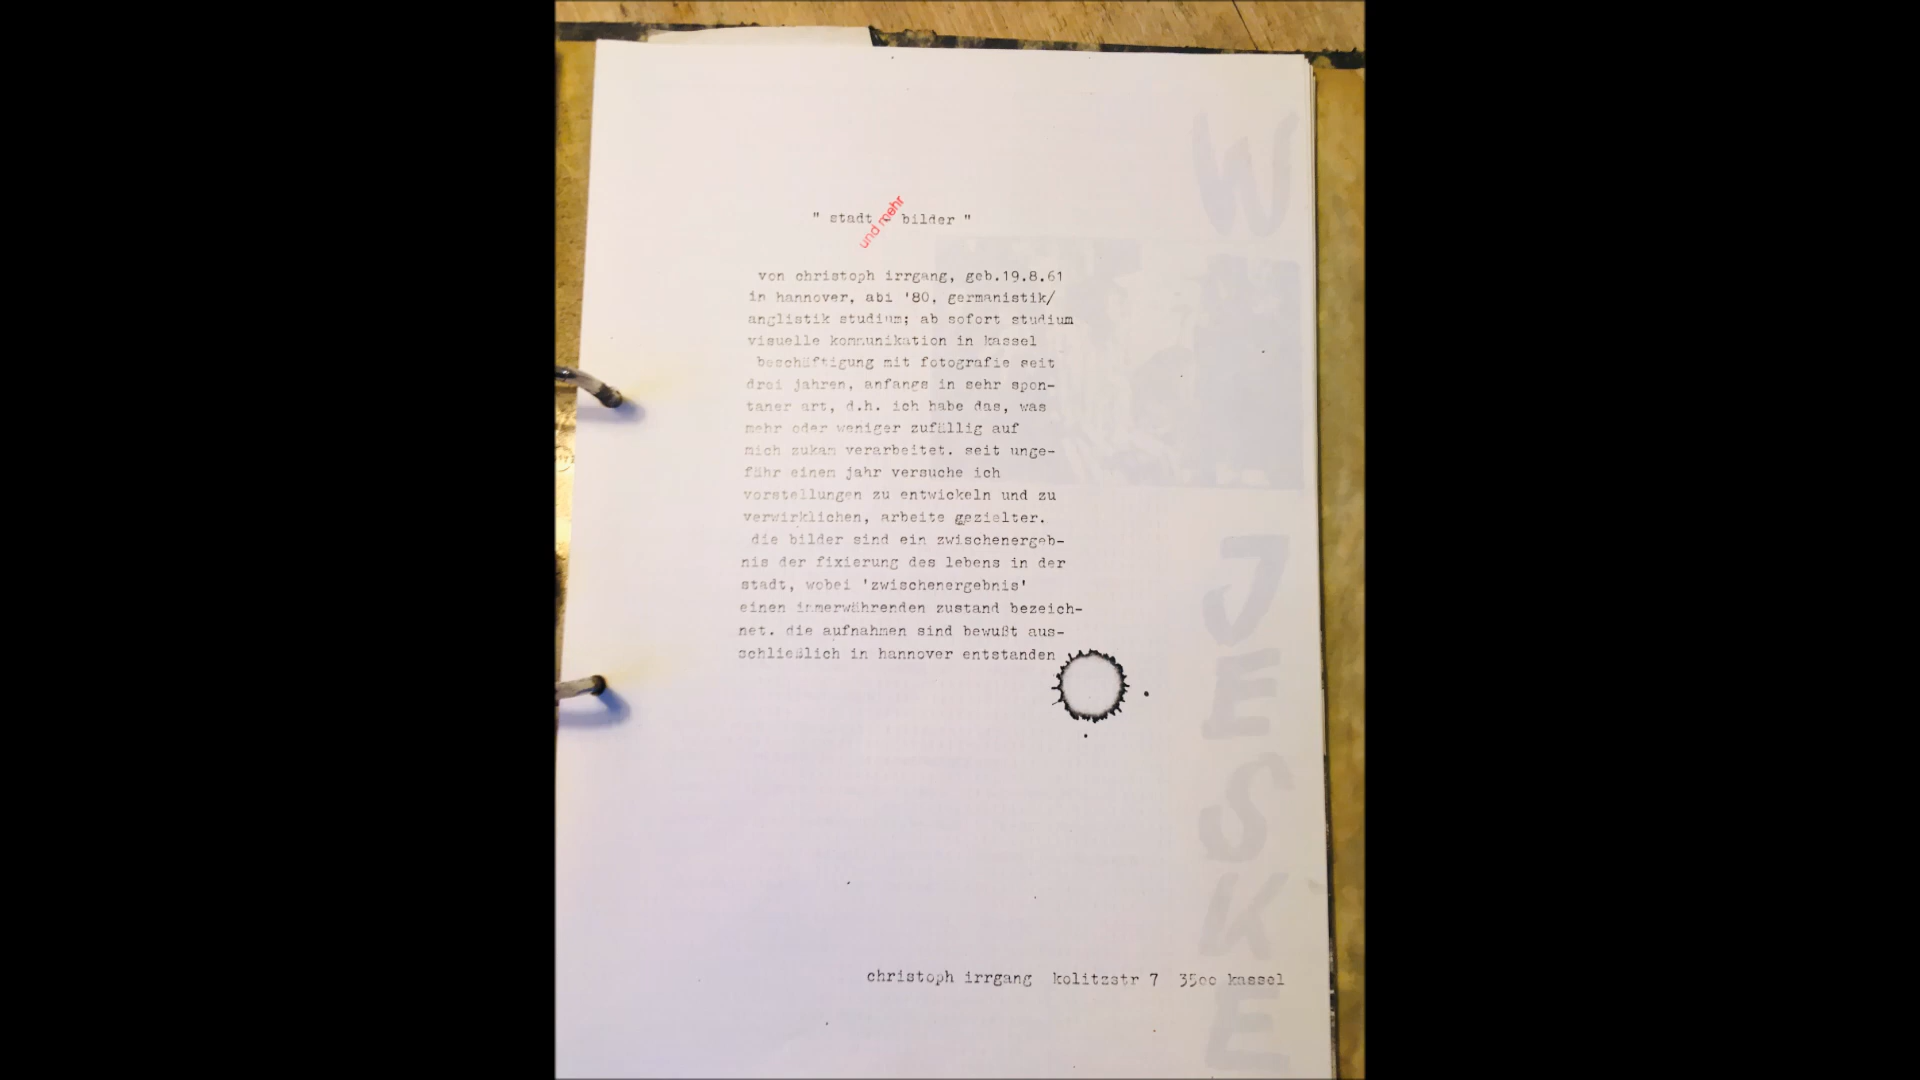 " stadt und mehr bilder "
von christoph irrgang, geb.19.8.61
in hannover, abi '80, germanistik/
anglistik studium; ab sofort studium
visuelle kommunikation in kassel
beschäftigung mit fotografie seit
drei jahren, anfangs in sehr spon-
taner art, d.h. ich habe das, was
mehr oder weniger zufällig auf
mich zukam verarbeitet. seit unge-
fähr einem jahr versuche ich
vorstellungen zu entwickeln und zu
verwirklichen, arbeite gezielter.
die bilder sind ein zwischenergeb-
nis der fixierung des lebens in der
stadt, wobei 'zwischenergebnis'
einen immerwährenden zustand bezeich-
net. die aufnahmen sind bewußt aus-
schließlich in hannover entstanden
christoph irrgang kolitzstr 7 35oo kassel
JESKE